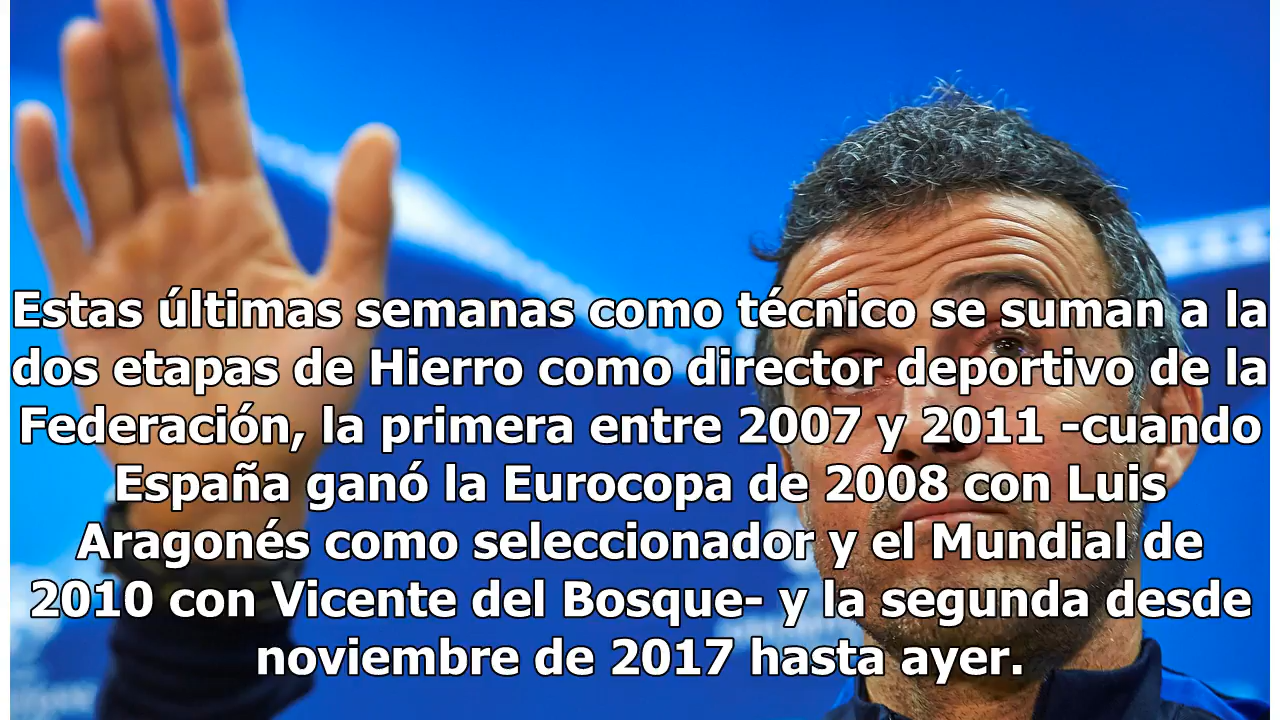 Estas últimas semanas como técnico se suman a la
dos etapas de Hierro como director deportivo de la
Federación, la primera entre 2007 y 2011 -cuando
España ganó la Eurocopa de 2008 con Luis
Aragonés como seleccionador y el Mundial de
2010 con Vicente del Bosque- y la segunda desde
noviembre de 2017 hasta ayer.